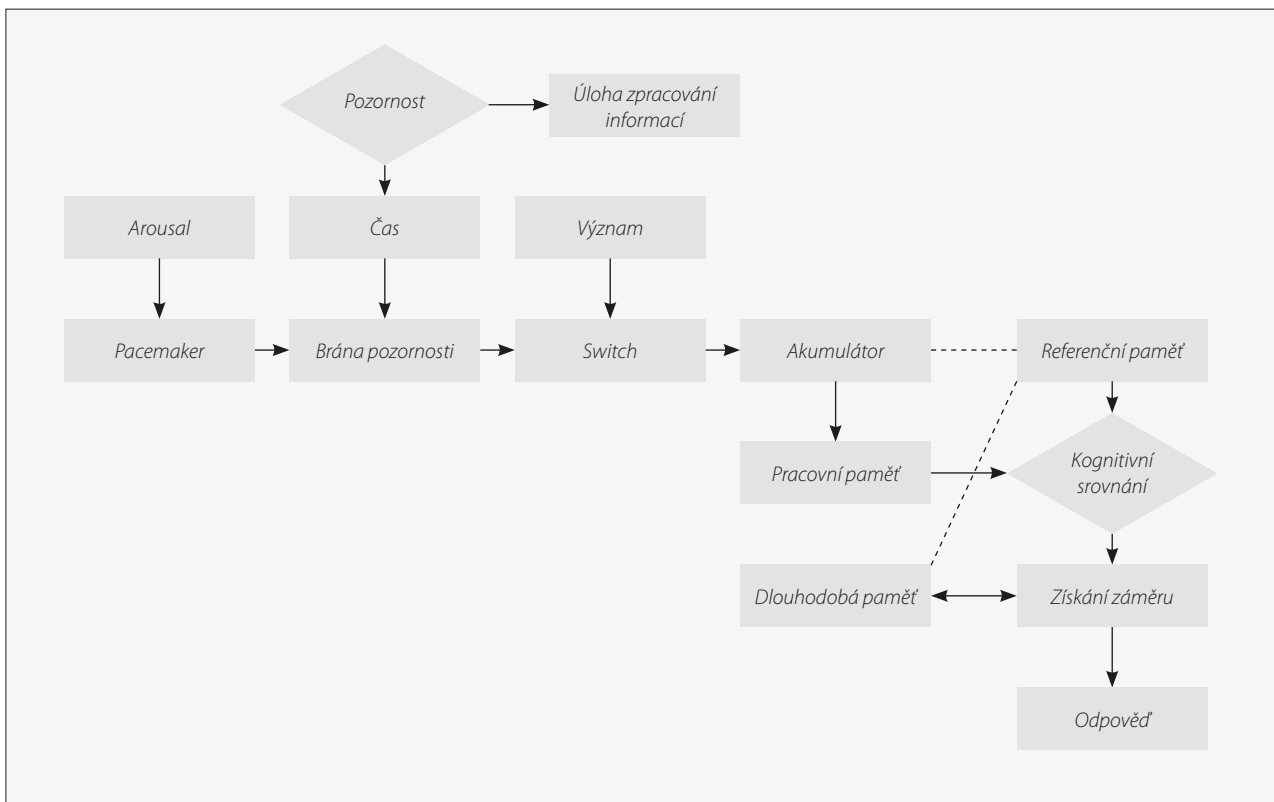 Pozornost
Úloha zpracování
informací
Arousal
Čas
Význam
Pacemaker
Brána pozornosti
Switch
Akumulátor
Referenční paměť
Pracovní paměť
Kognitivní
srovnání
Dlouhodobá paměť
Získání záměru
Odpověď